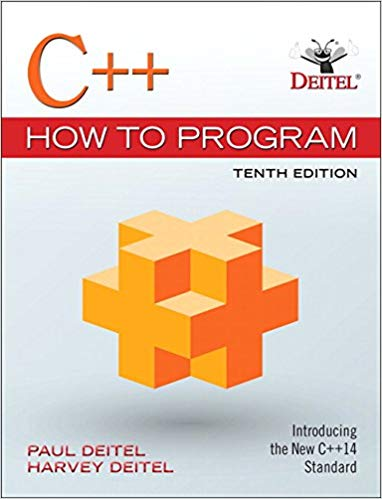 C++
DEITEL®
HOW TO PROGRAM
TENTH EDITION
Introducing
the New C++14
Standard
PAUL DEITEL
HARVEY DEITEL